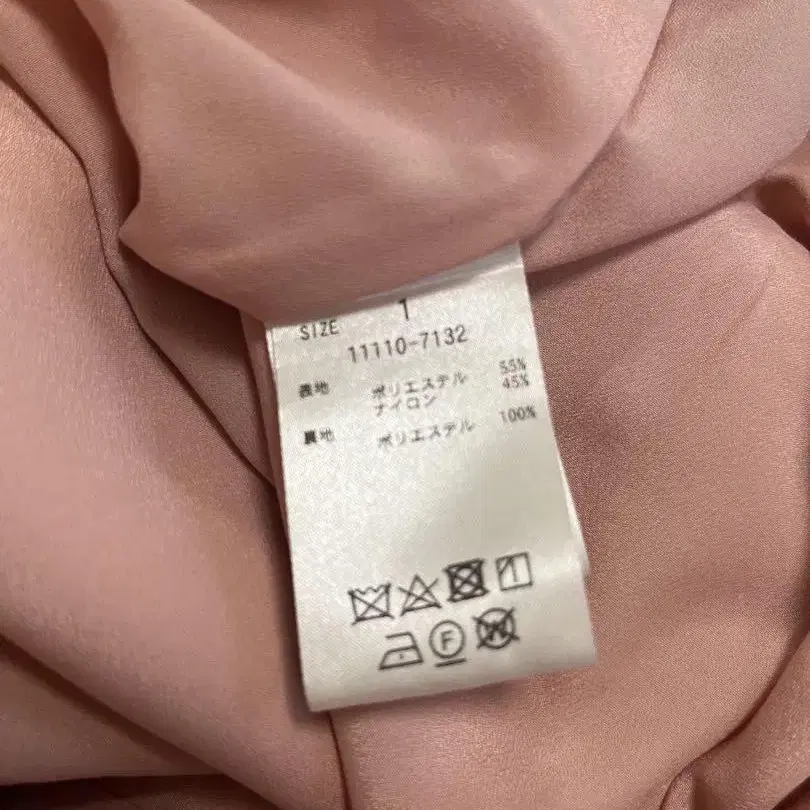 1
SIZE
11110-7132
表地 ポリエステル 55%
ナイロン 45%
裏地 ポリエステル 100%
F
W